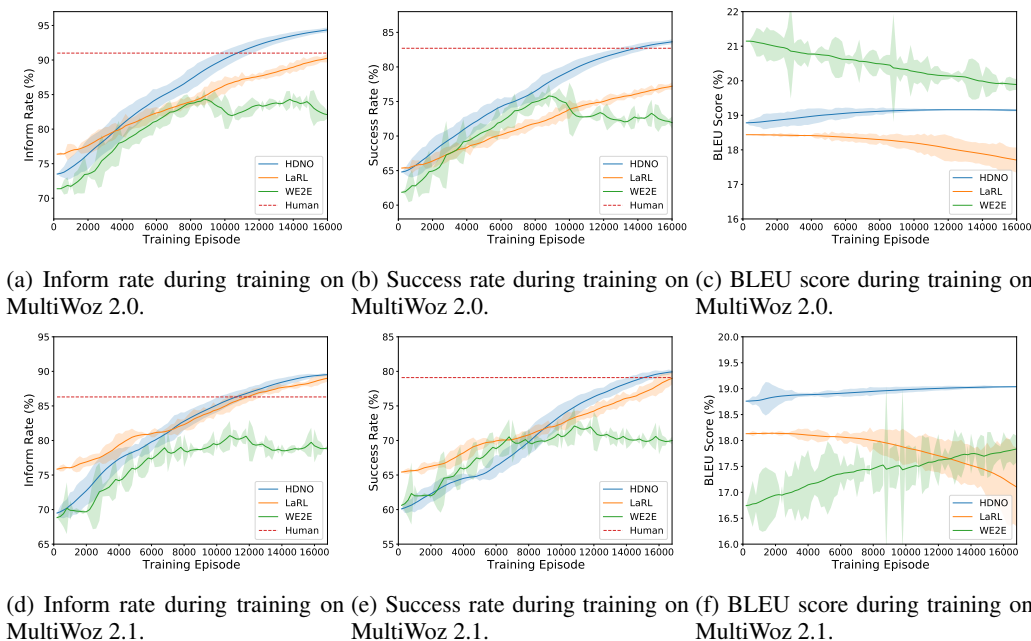 95
90
85
80
75
70
Inform Rate (%)
0 2000 4000 6000 8000 10000 12000 14000 16000
Training Episode
HDNO
LaRL
WE2E
Human
85
80
75
70
65
60
Success Rate (%)
0 2000 4000 6000 8000 10000 12000 14000 16000
Training Episode
HDNO
LaRL
WE2E
Human
22
21
20
19
18
17
16
BLEU Score (%)
0 2000 4000 6000 8000 10000 12000 14000 16000
Training Episode
HDNO
LaRL
WE2E
(a) Inform rate during training on
MultiWoz 2.0.
(b) Success rate during training on
MultiWoz 2.0.
(c) BLEU score during training on
MultiWoz 2.0.
95
90
85
80
75
70
65
Inform Rate (%)
0 2000 4000 6000 8000 10000 12000 14000 16000
Training Episode
HDNO
LaRL
WE2E
Human
85
80
75
70
65
60
55
Success Rate (%)
0 2000 4000 6000 8000 10000 12000 14000 16000
Training Episode
HDNO
LaRL
WE2E
Human
20.0
19.5
19.0
18.5
18.0
17.5
17.0
16.5
16.0
BLEU Score (%)
0 2000 4000 6000 8000 10000 12000 14000 16000
Training Episode
HDNO
LaRL
WE2E
(d) Inform rate during training on
MultiWoz 2.1.
(e) Success rate during training on
MultiWoz 2.1.
(f) BLEU score during training on
MultiWoz 2.1.